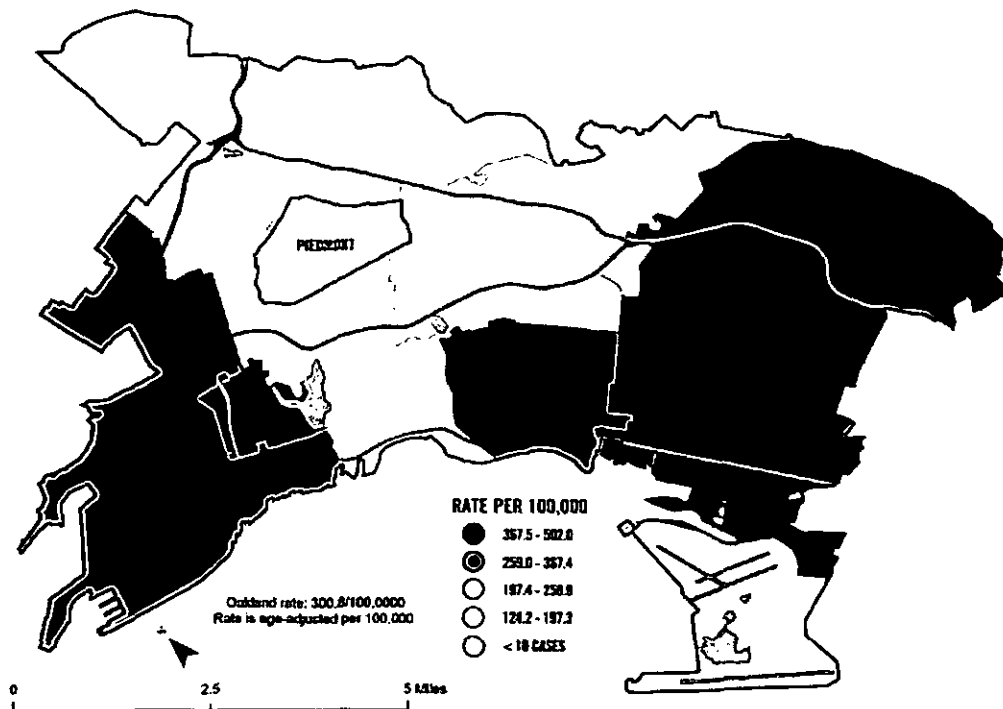 PIEDMONT
RATE PER 100,000
367.5 - 502.0
259.0 - 367.4
197.4 - 258.9
128.2 - 197.3
< 10 CASES
Oakland rate: 300.8/100,0000
Rate is age-adjusted per 100,000
0 2.5 5 Miles